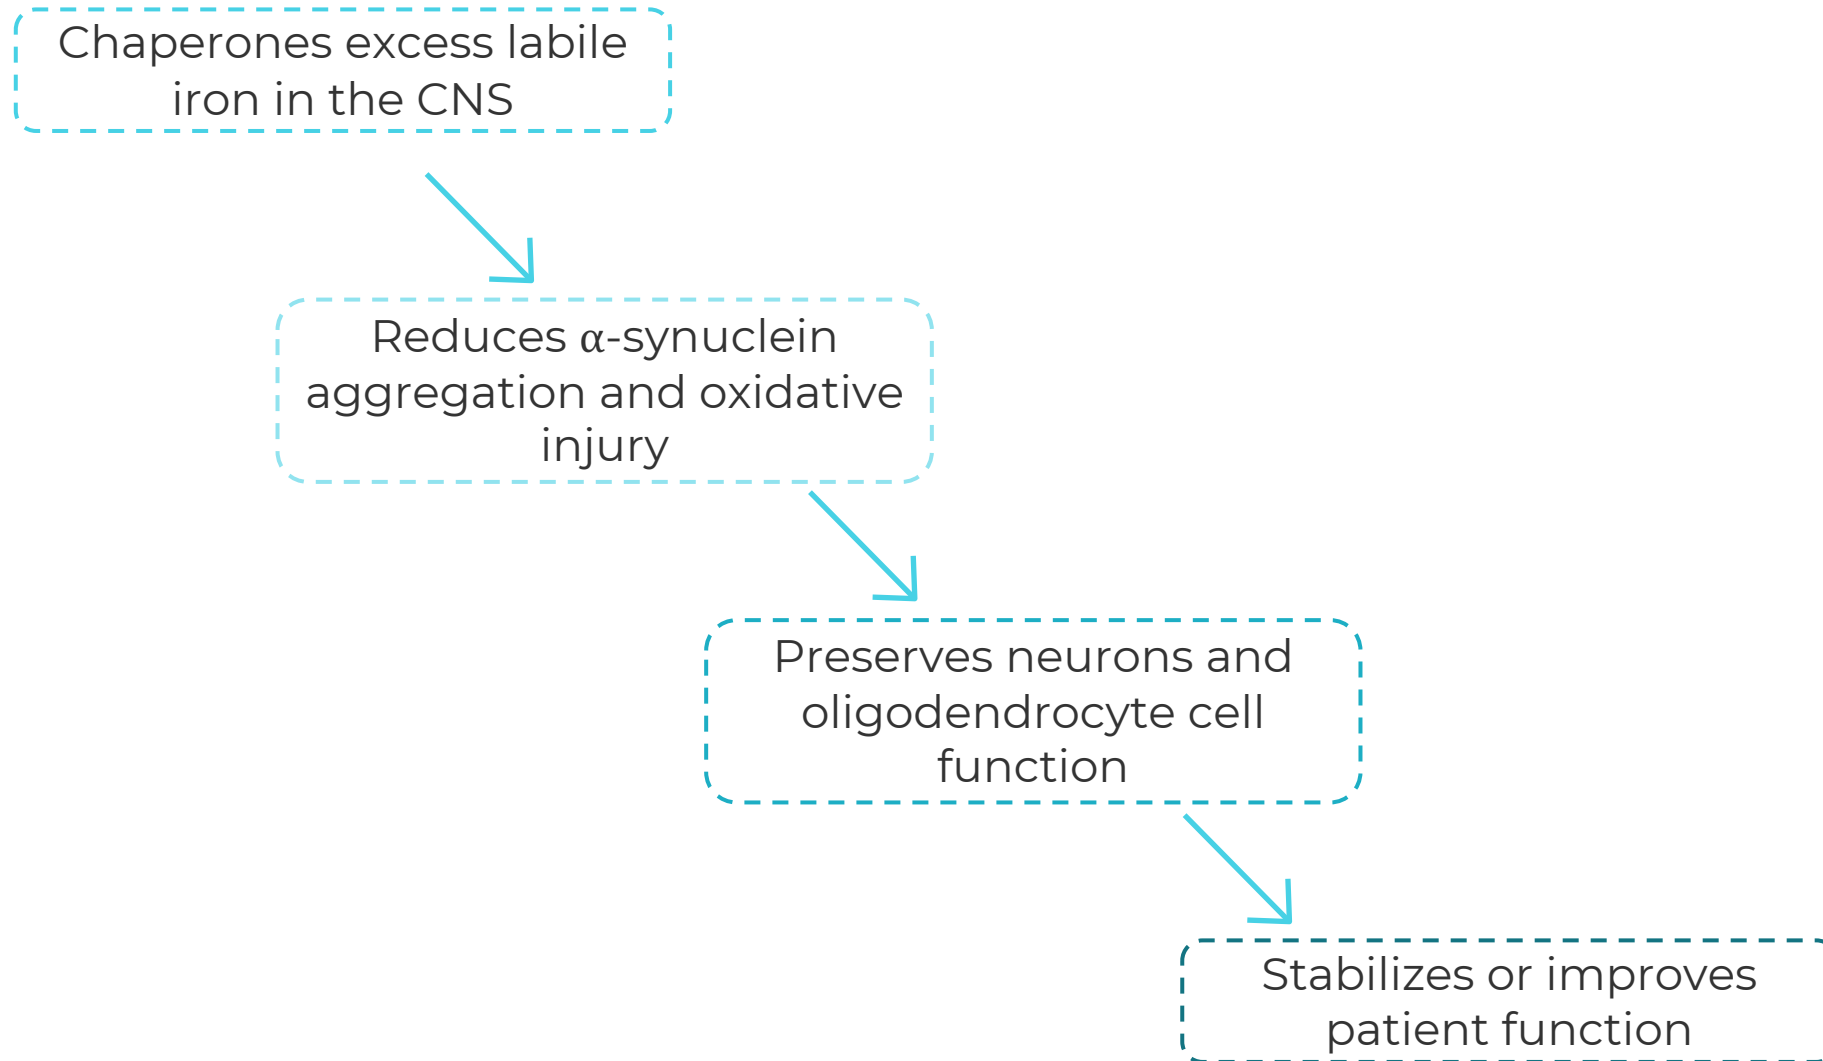 Chaperones excess labile
iron in the CNS
Reduces α-synuclein
aggregation and oxidative
injury
Preserves neurons and
oligodendrocyte cell
function
Stabilizes or improves
patient function